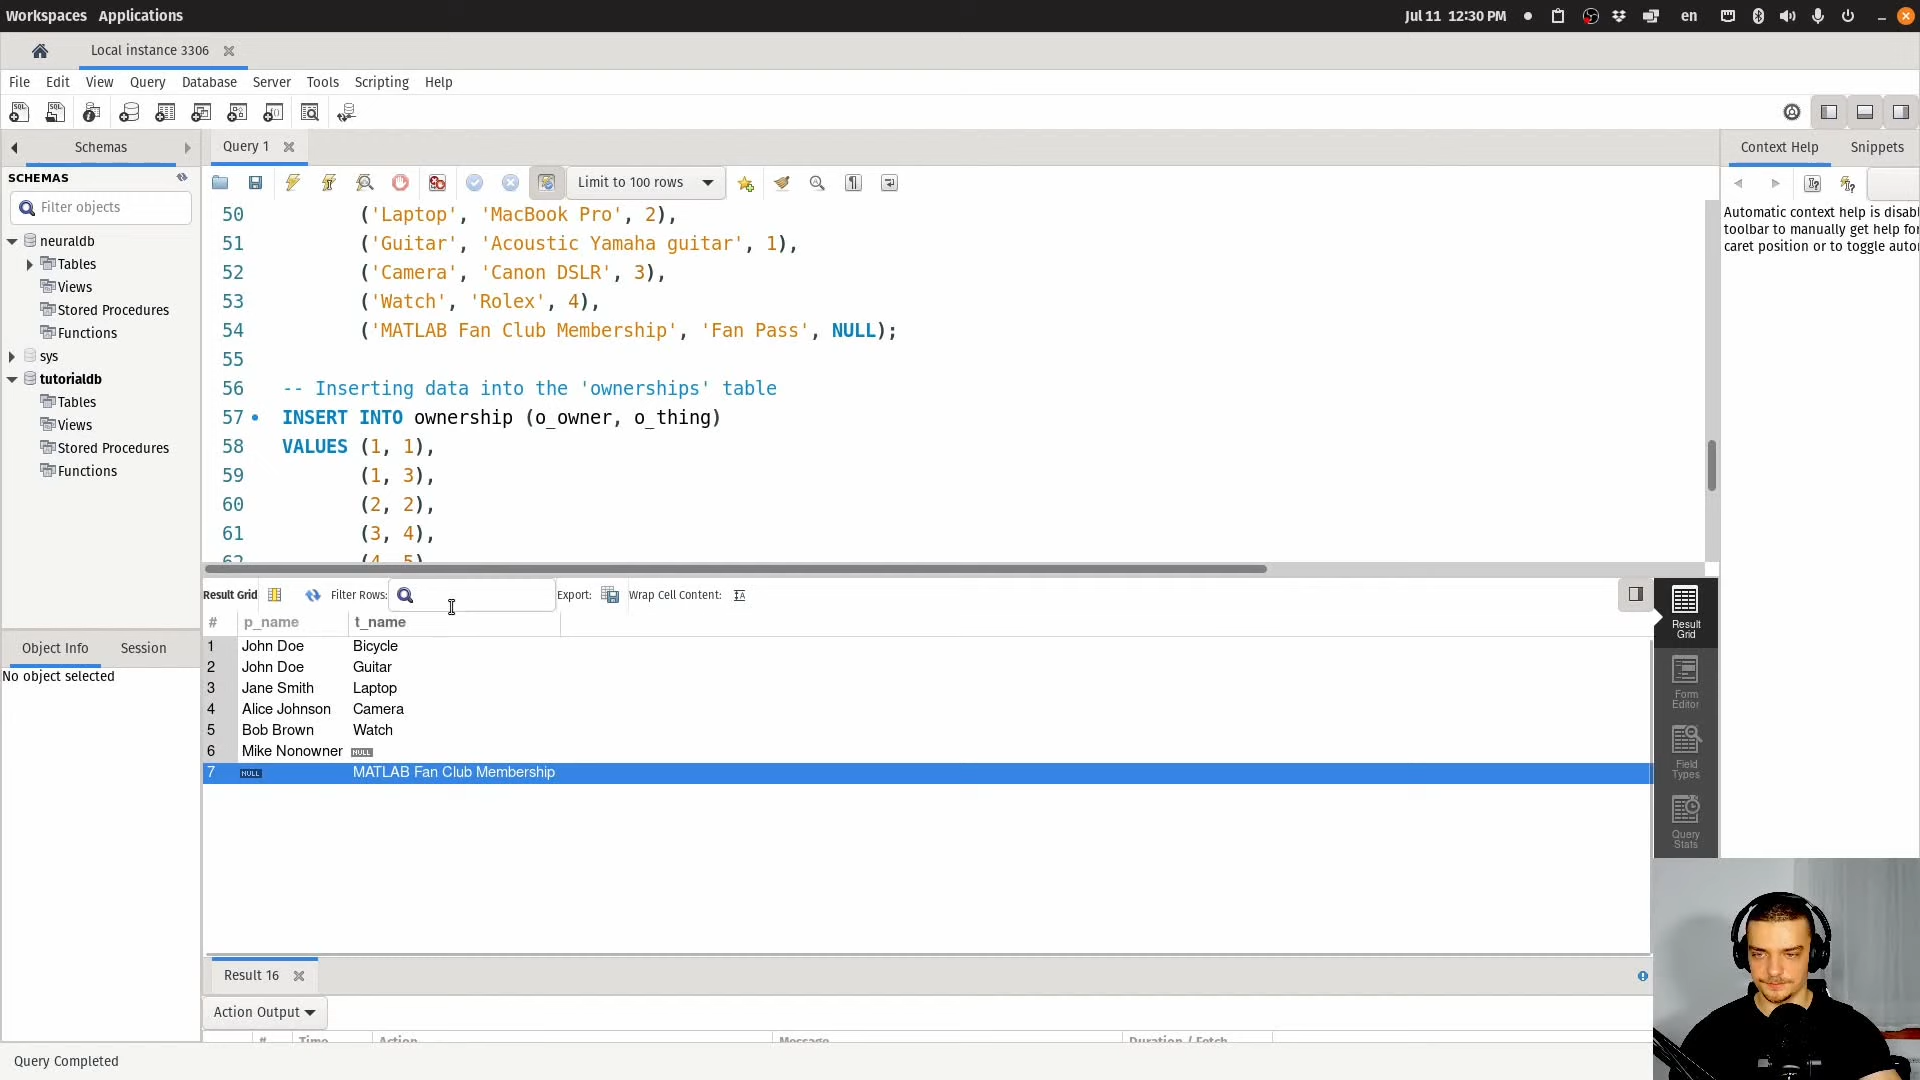 Workspaces Applications
Jul 11 12:30 PM
en
Local instance 3306
File Edit View Query Database Server Tools Scripting Help
Schemas
SCHEMAS
Filter objects
neuraldb
Tables
Views
Stored Procedures
Functions
sys
tutorialdb
Tables
Views
Stored Procedures
Functions
Object Info Session
No object selected
Query 1
Limit to 100 rows
50 ('Laptop', 'MacBook Pro', 2),
51 ('Guitar', 'Acoustic Yamaha guitar', 1),
52 ('Camera', 'Canon DSLR', 3),
53 ('Watch', 'Rolex', 4),
54 ('MATLAB Fan Club Membership', 'Fan Pass', NULL);
55
56 -- Inserting data into the 'ownerships' table
57 INSERT INTO ownership (o_owner, o_thing)
58 VALUES (1, 1),
59 (1, 3),
60 (2, 2),
61 (3, 4),
62 (4, 5)
Result Grid Filter Rows: Export: Wrap Cell Content:
# p_name t_name
1 John Doe Bicycle
2 John Doe Guitar
3 Jane Smith Laptop
4 Alice Johnson Camera
5 Bob Brown Watch
6 Mike Nonowner NULL
7 NULL MATLAB Fan Club Membership
Result Grid
Form Editor
Field Types
Query Stats
Result 16
Action Output
# Time Action Message Duration / Fetch
Query Completed
Context Help Snippets
Automatic context help is disabl
toolbar to manually get help for
caret position or to toggle auto